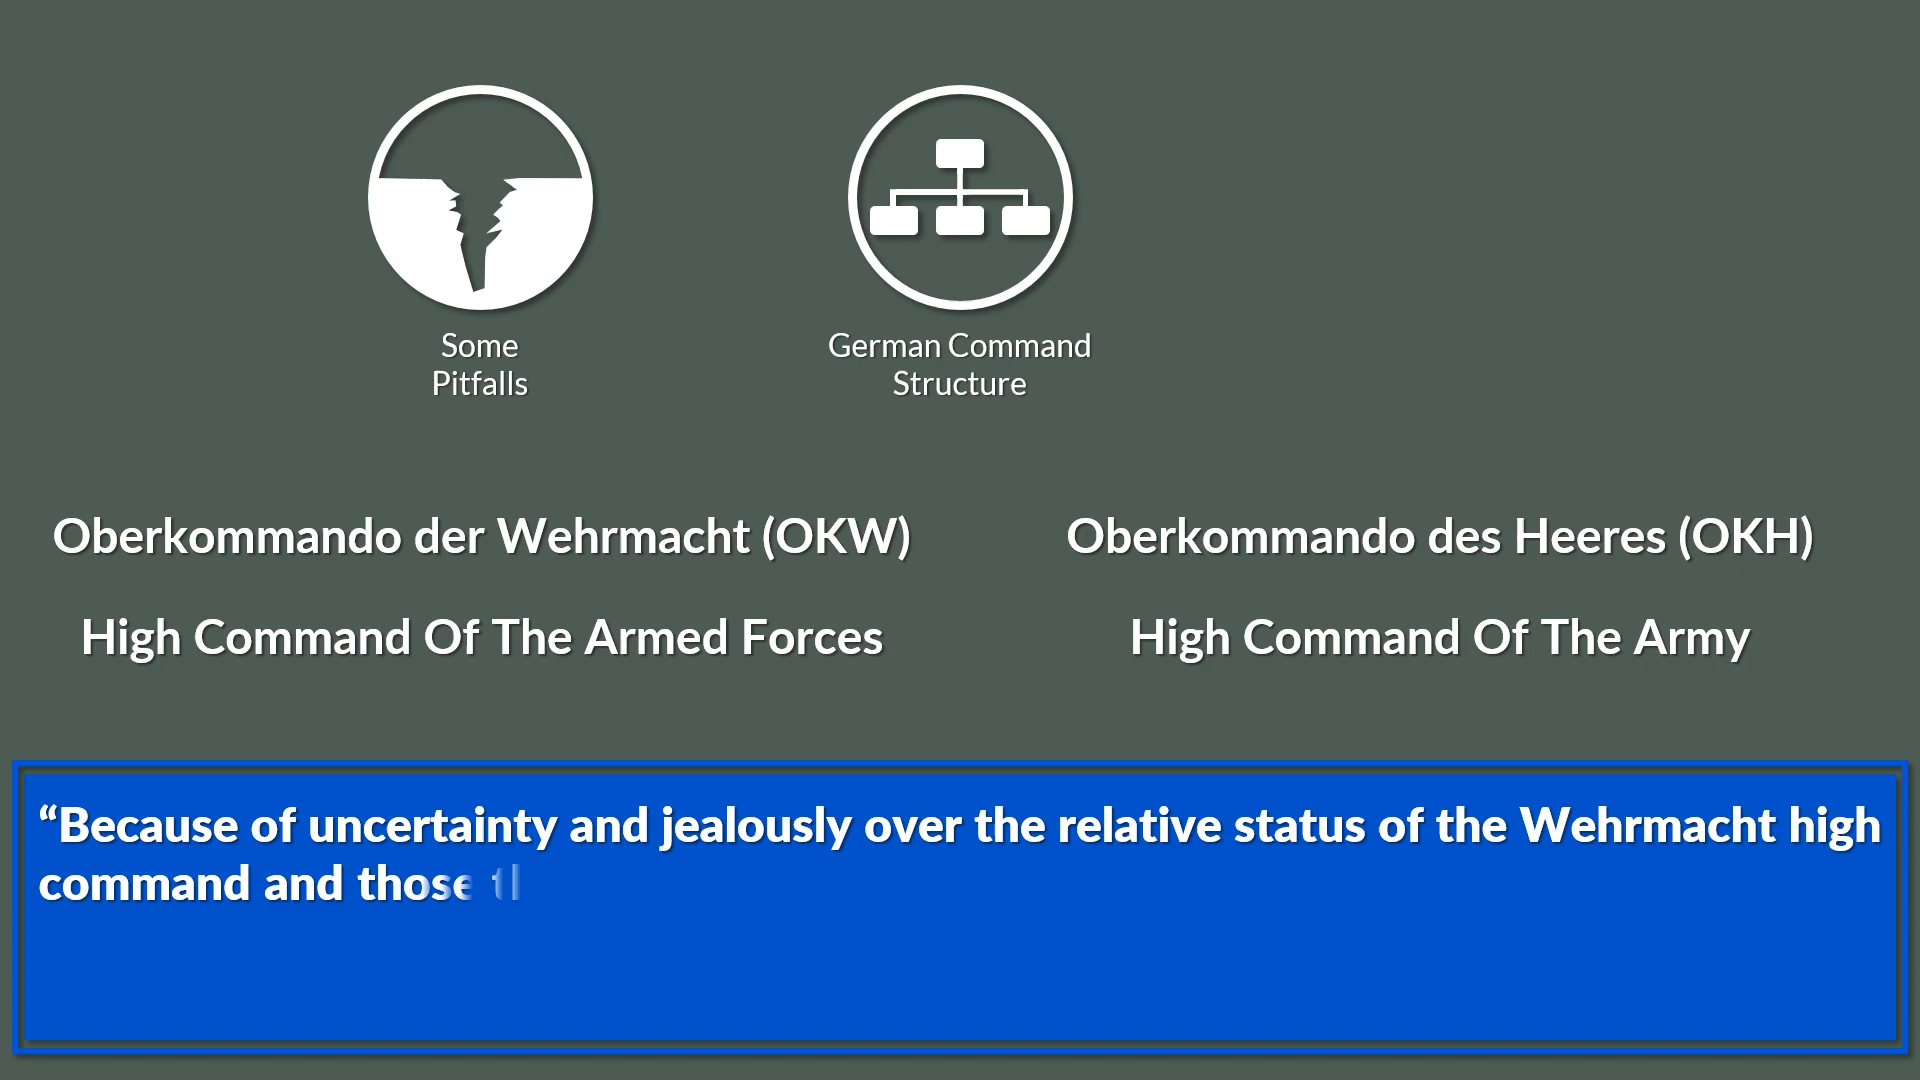 Some
Pitfalls
German Command
Structure
Oberkommando der Wehrmacht (OKW)
Oberkommando des Heeres (OKH)
High Command Of The Armed Forces
High Command Of The Army
“Because of uncertainty and jealously over the relative status of the Wehrmacht high
command and those